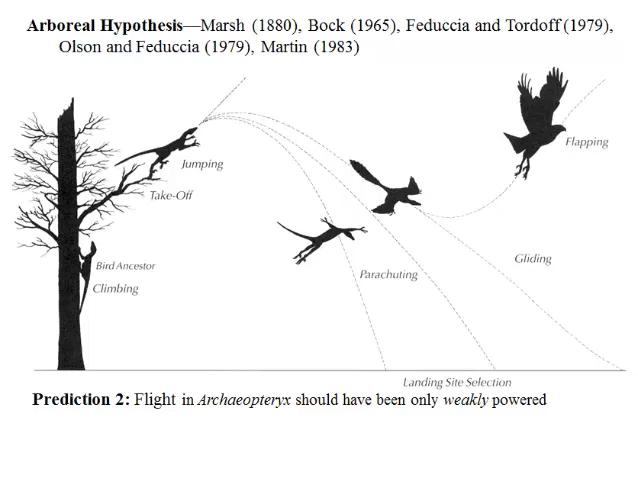 Arboreal Hypothesis—Marsh (1880), Bock (1965), Feduccia and Tordoff (1979),
Olson and Feduccia (1979), Martin (1983)
Jumping
Flapping
Take-Off
Bird Ancestor
Climbing
Parachuting
Gliding
Landing Site Selection
Prediction 2: Flight in Archaeopteryx should have been only weakly powered